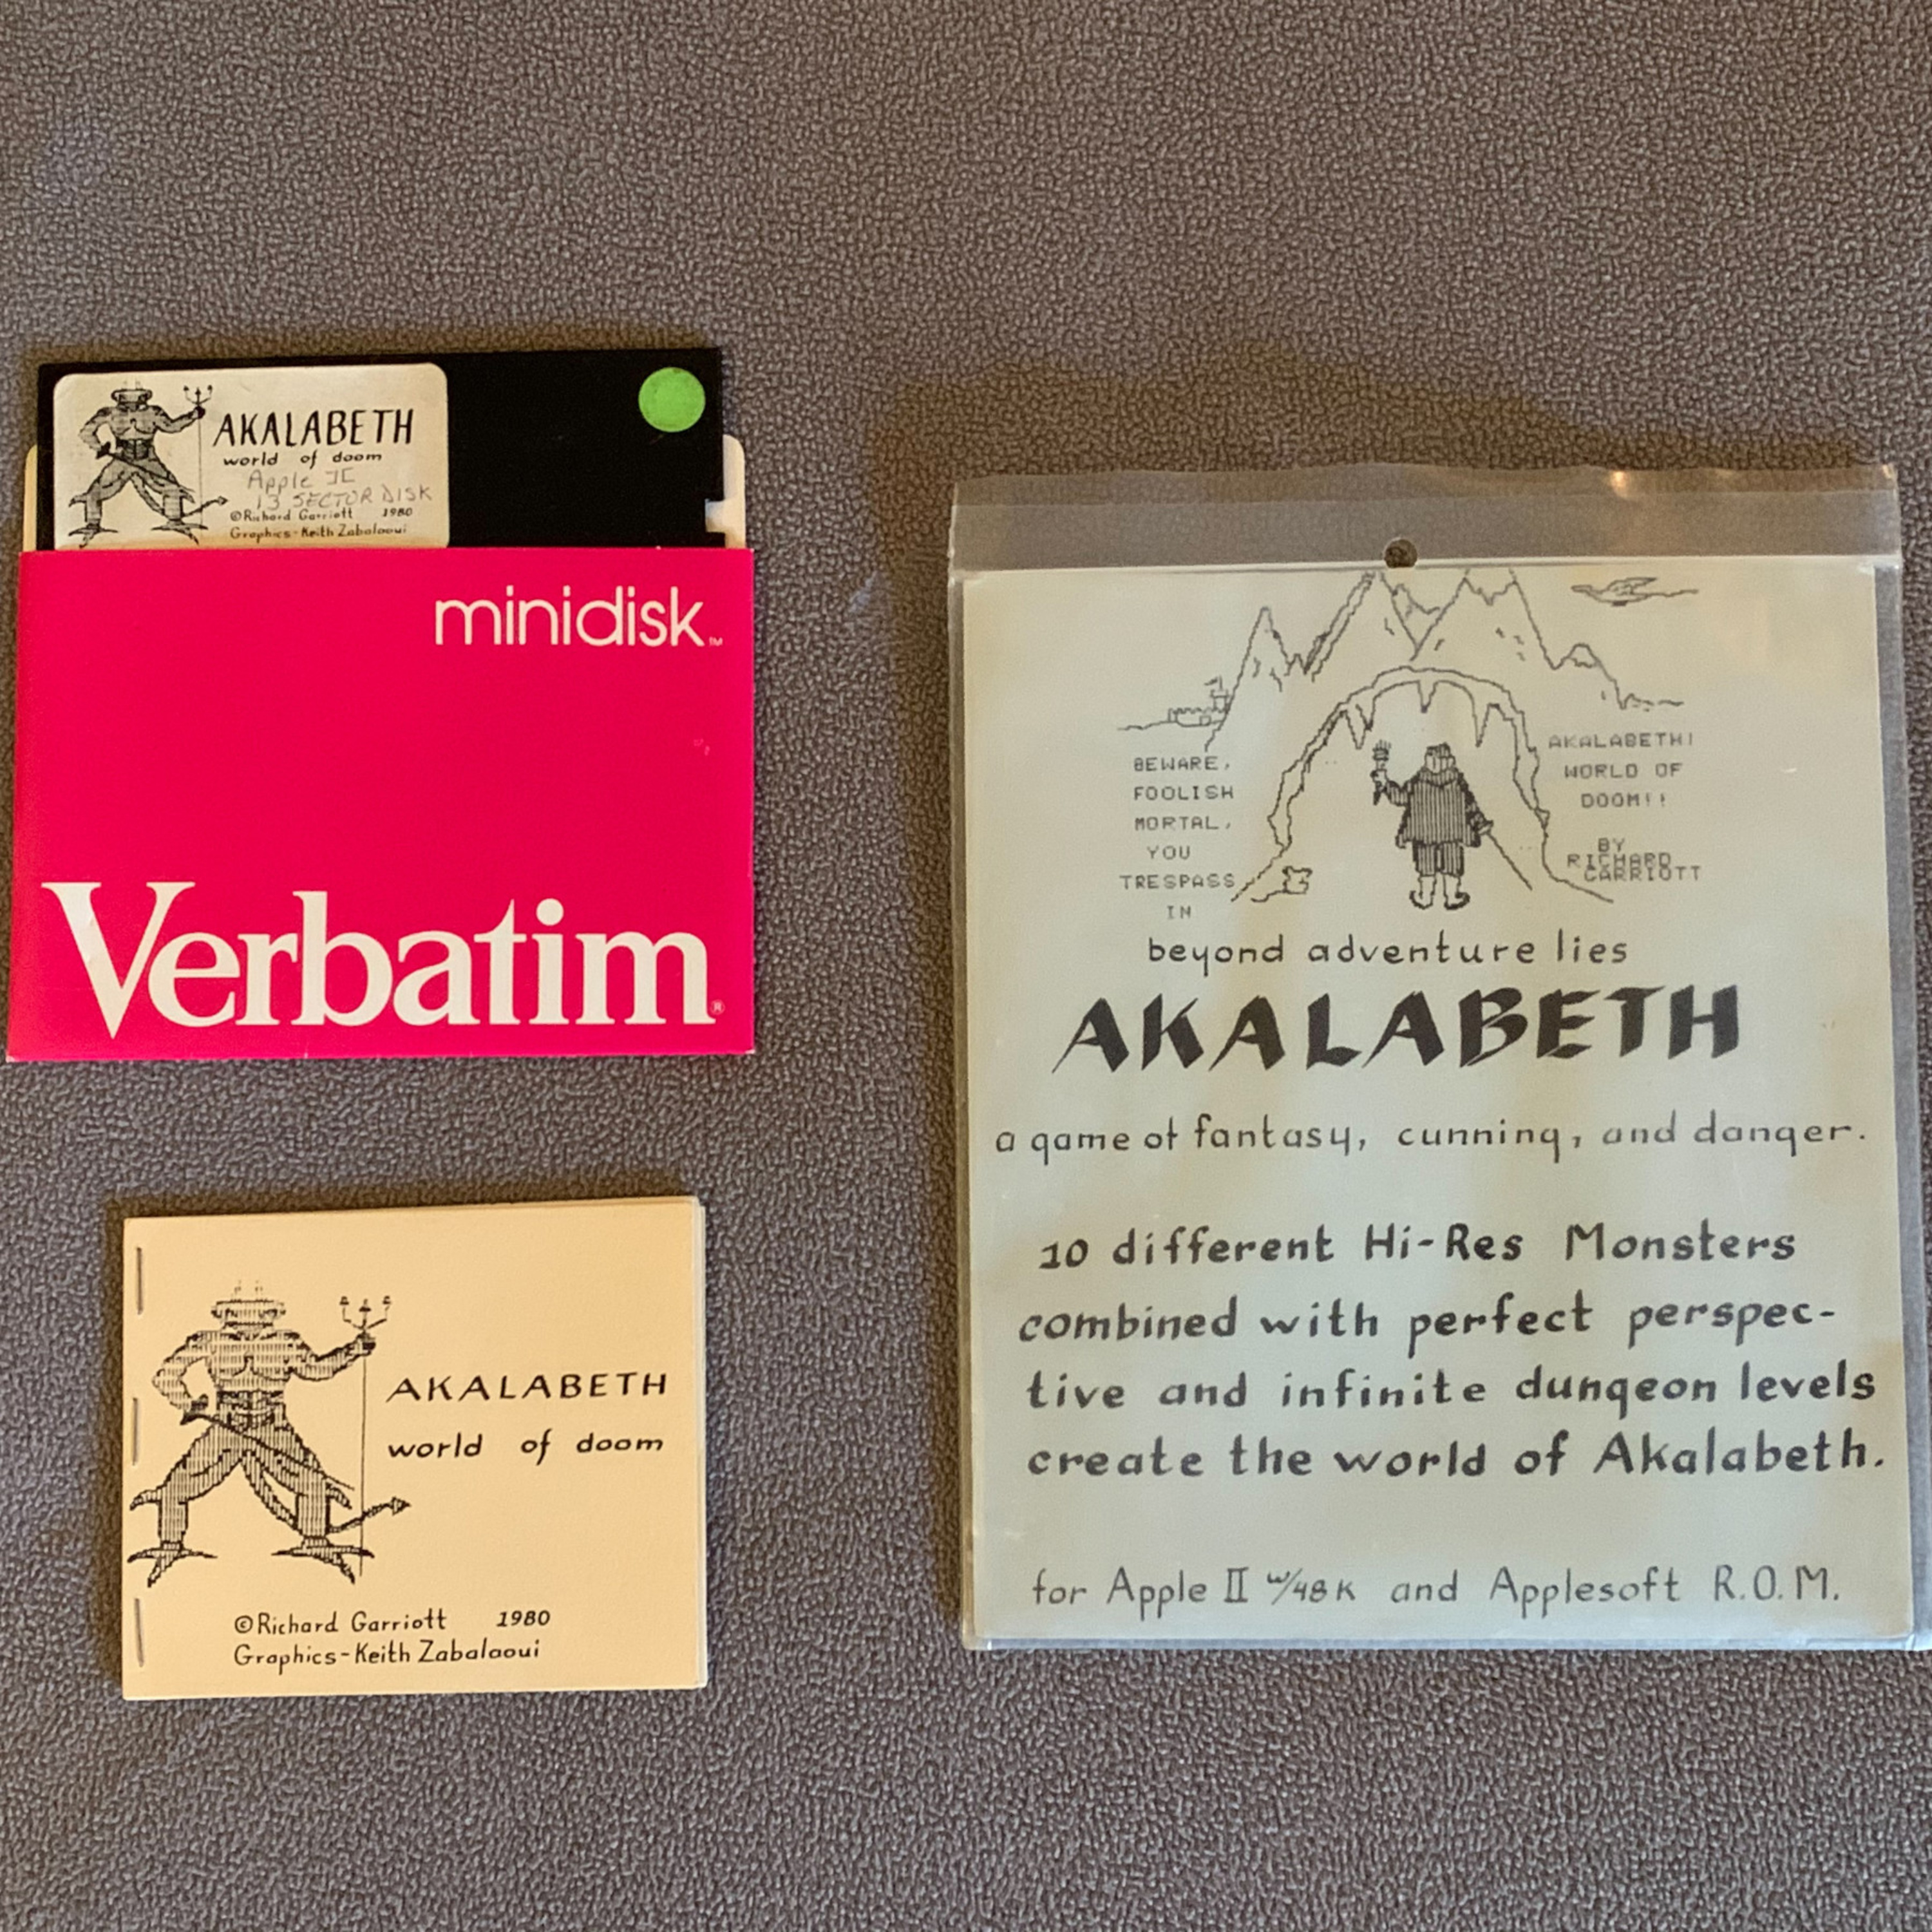 AKALABETH
world of doom
Apple II
13 SECTOR DISK
©Richard Garriott 1980
Graphics-Keith Zabalaoui
minidisk™
Verbatim®
AKALABETH
world of doom
©Richard Garriott 1980
Graphics-Keith Zabalaoui
BEWARE,
FOOLISH
MORTAL,
YOU
TRESPASS
IN
AKALABETH!
WORLD OF
DOOM!!
BY
RICHARD
GARRIOTT
beyond adventure lies
AKALABETH
a game of fantasy, cunning, and danger.
10 different Hi-Res Monsters
combined with perfect perspec-
tive and infinite dungeon levels
create the world of Akalabeth.
for Apple II w/48K and Applesoft R.O.M.